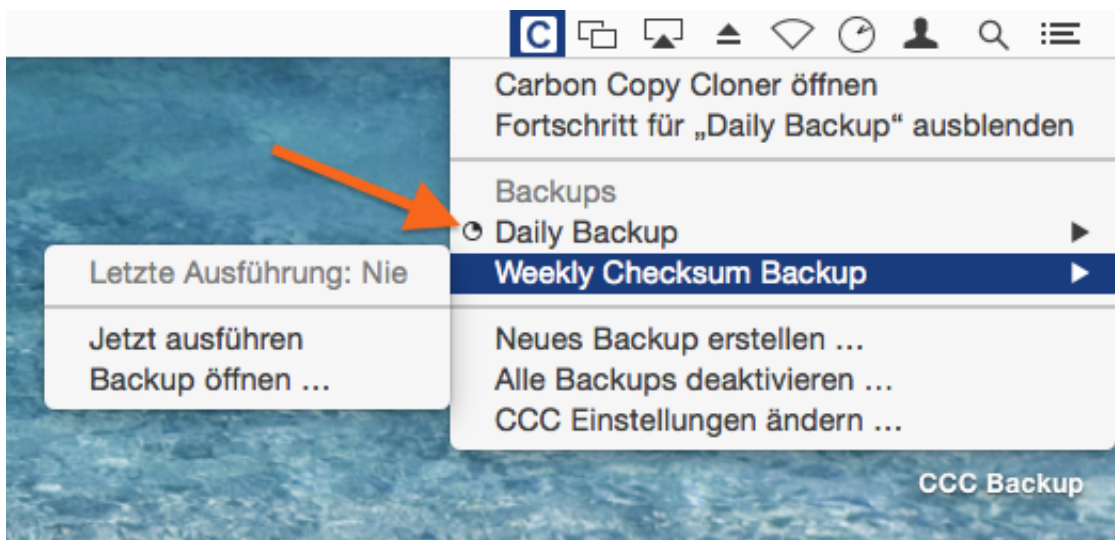 C
Carbon Copy Cloner öffnen
Fortschritt für „Daily Backup“ ausblenden
Backups
Daily Backup
Weekly Checksum Backup
Letzte Ausführung: Nie
Jetzt ausführen
Backup öffnen ...
Neues Backup erstellen ...
Alle Backups deaktivieren ...
CCC Einstellungen ändern ...
CCC Backup